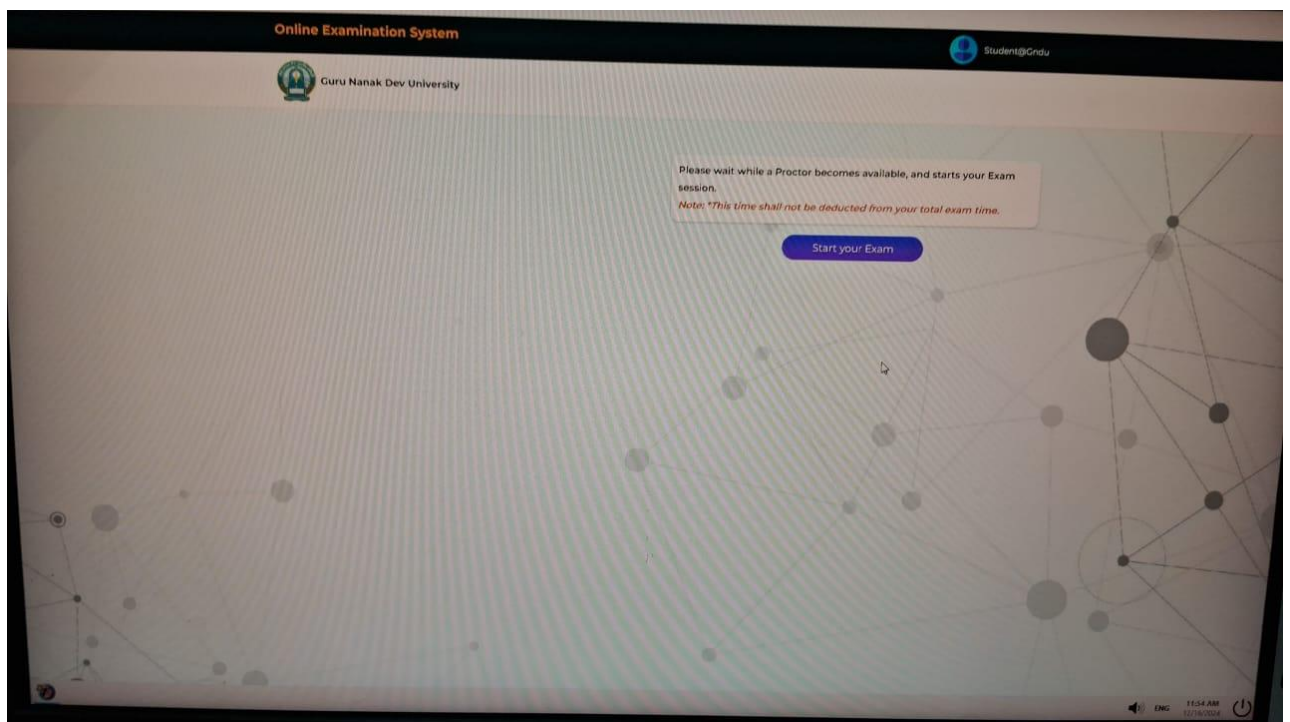 Online Examination System
Student@Gndu
Guru Nanak Dev University
Please wait while a Proctor becomes available, and starts your Exam
session.
Note: *This time shall not be deducted from your total exam time.
Start your Exam
ENG
11:54 AM